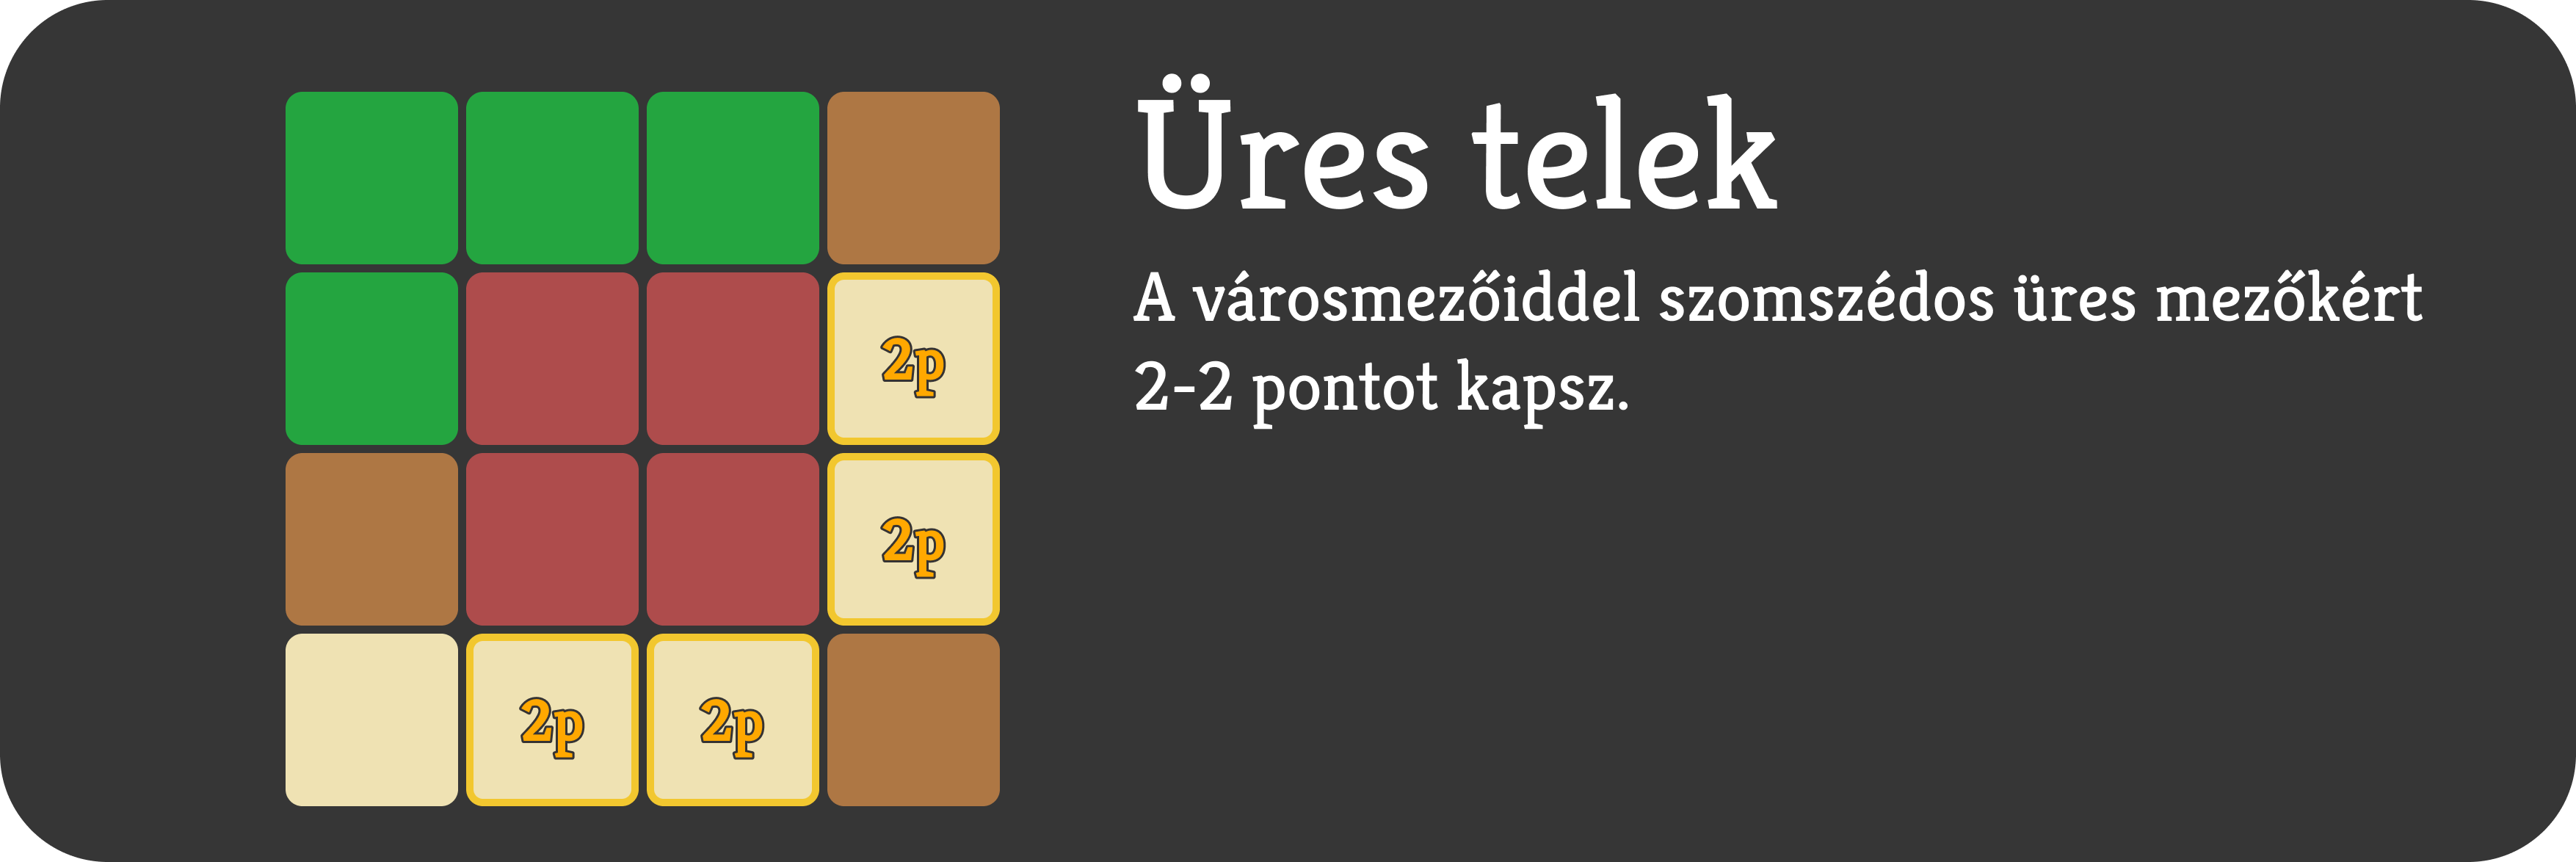 Üres telek
A városmezőiddel szomszédos üres mezőkért
2-2 pontot kapsz.
2p
2p
2p 2p